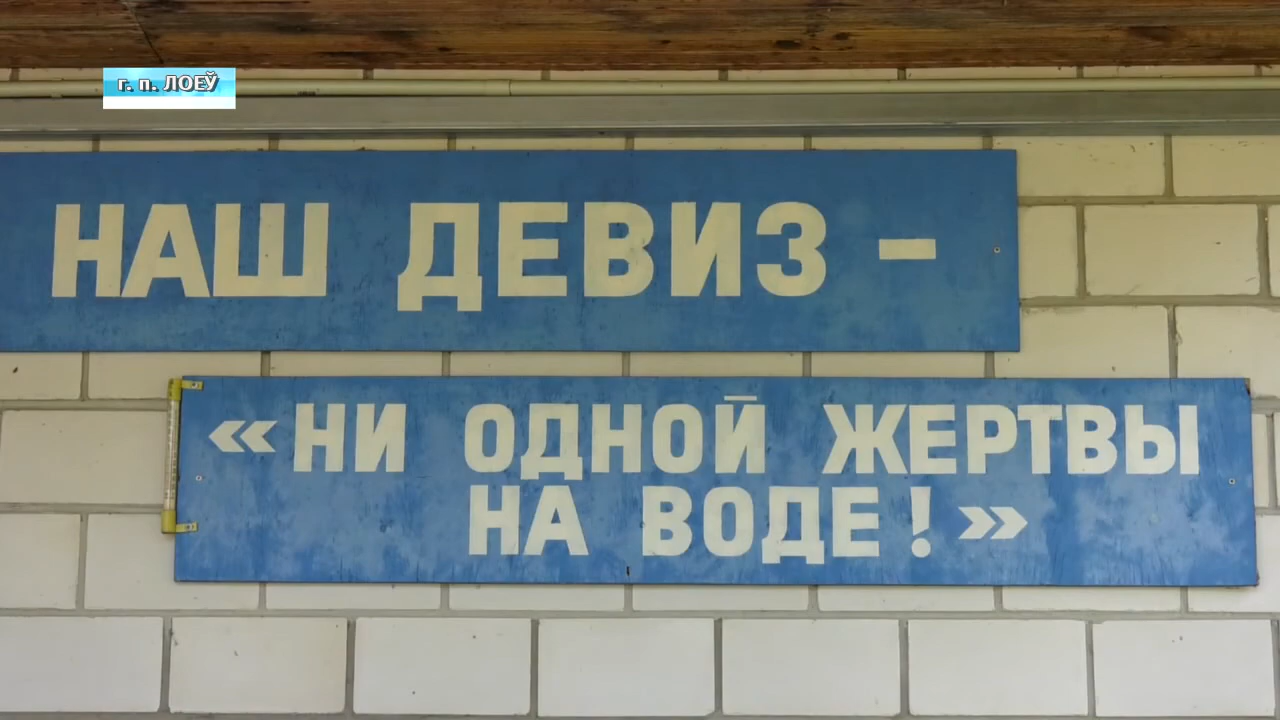 г. п. ЛОЕЎ
НАШ ДЕВИЗ –
«НИ ОДНОЙ ЖЕРТВЫ
НА ВОДЕ!»